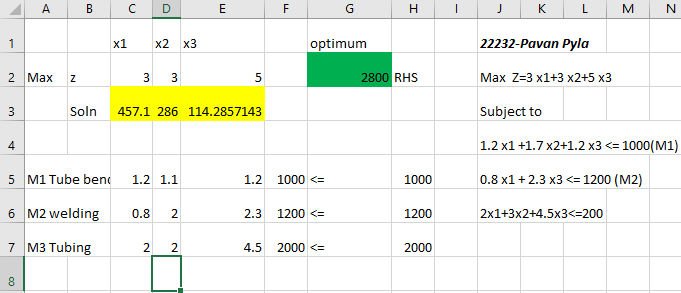 A B C D E F G H I J K L M N
1 x1 x2 x3 optimum 22232-Pavan Pyla
2 Max z 3 3 5 2800 RHS Max Z=3 x1+3 x2+5 x3
3 Soln 457.1 286 114.2857143 Subject to
4 1.2 x1 +1.7 x2+1.2 x3 <= 1000(M1)
5 M1 Tube bend 1.2 1.1 1.2 1000 <= 1000 0.8 x1 + 2.3 x3 <= 1200 (M2)
6 M2 welding 0.8 2 2.3 1200 <= 1200 2x1+3x2+4.5x3<=200
7 M3 Tubing 2 2 4.5 2000 <= 2000
8